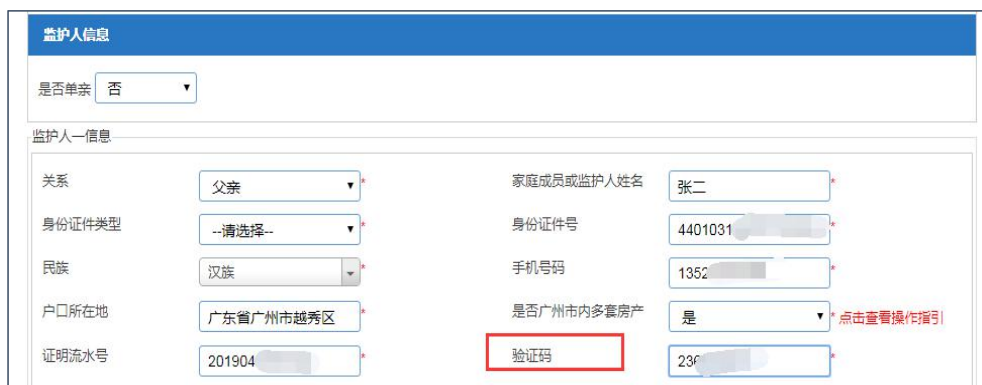 监护人信息
是否单亲 否
监护人一信息
关系 父亲 * 家庭成员或监护人姓名 张二 *
身份证件类型 --请选择-- * 身份证件号 4401031 *
民族 汉族 * 手机号码 1352 *
户口所在地 广东省广州市越秀区 * 是否广州市内多套房产 是 * 点击查看操作指引
证明流水号 201904 * 验证码 236 *